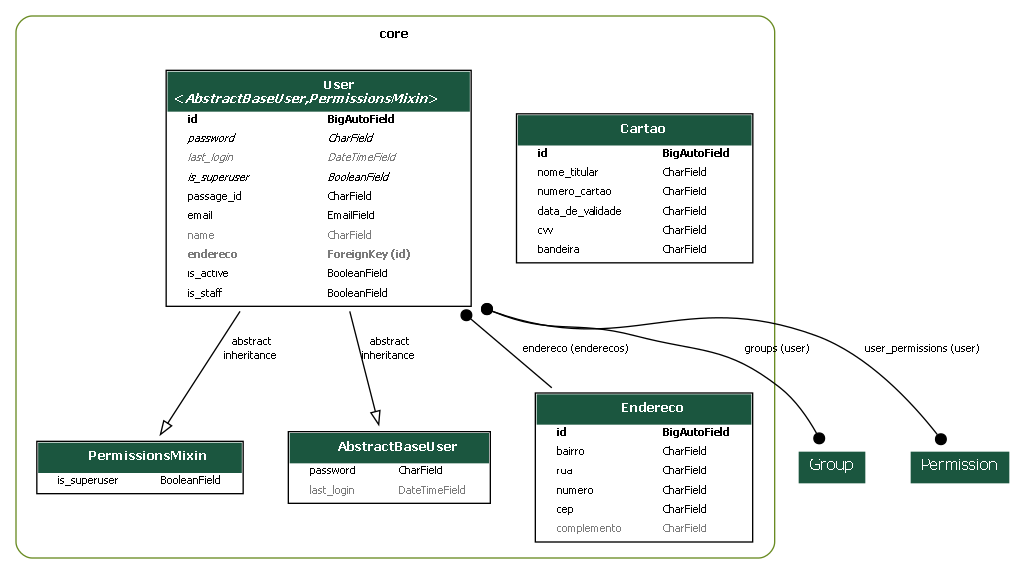 core
User
<AbstractBaseUser,PermissionsMixin>
id BigAutoField
password CharField
last_login DateTimeField
is_superuser BooleanField
passage_id CharField
email EmailField
name CharField
endereco ForeignKey (id)
is_active BooleanField
is_staff BooleanField
Cartao
id BigAutoField
nome_titular CharField
numero_cartao CharField
data_de_validade CharField
cvv CharField
bandeira CharField
abstract
inheritance
abstract
inheritance
endereco (enderecos)
groups (user)
user_permissions (user)
PermissionsMixin
is_superuser BooleanField
AbstractBaseUser
password CharField
last_login DateTimeField
Endereco
id BigAutoField
bairro CharField
rua CharField
numero CharField
cep CharField
complemento CharField
Group
Permission